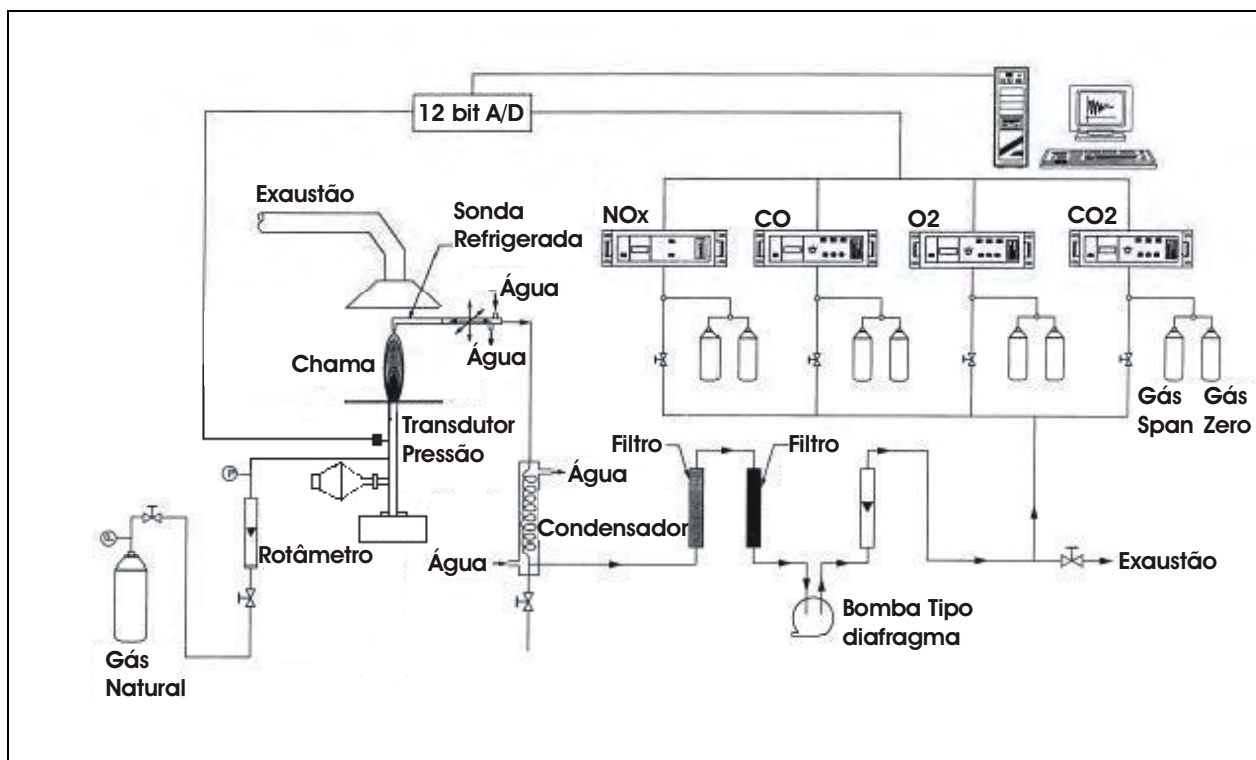 12 bit A/D
Exaustão
Sonda
Refrigerada
NOx
CO
O2
CO2
Água
Água
Chama
Gás
Span
Gás
Zero
Transdutor
Pressão
Filtro
Filtro
Água
Condensador
Rotâmetro
Água
Exaustão
Bomba Tipo
diafragma
Gás
Natural